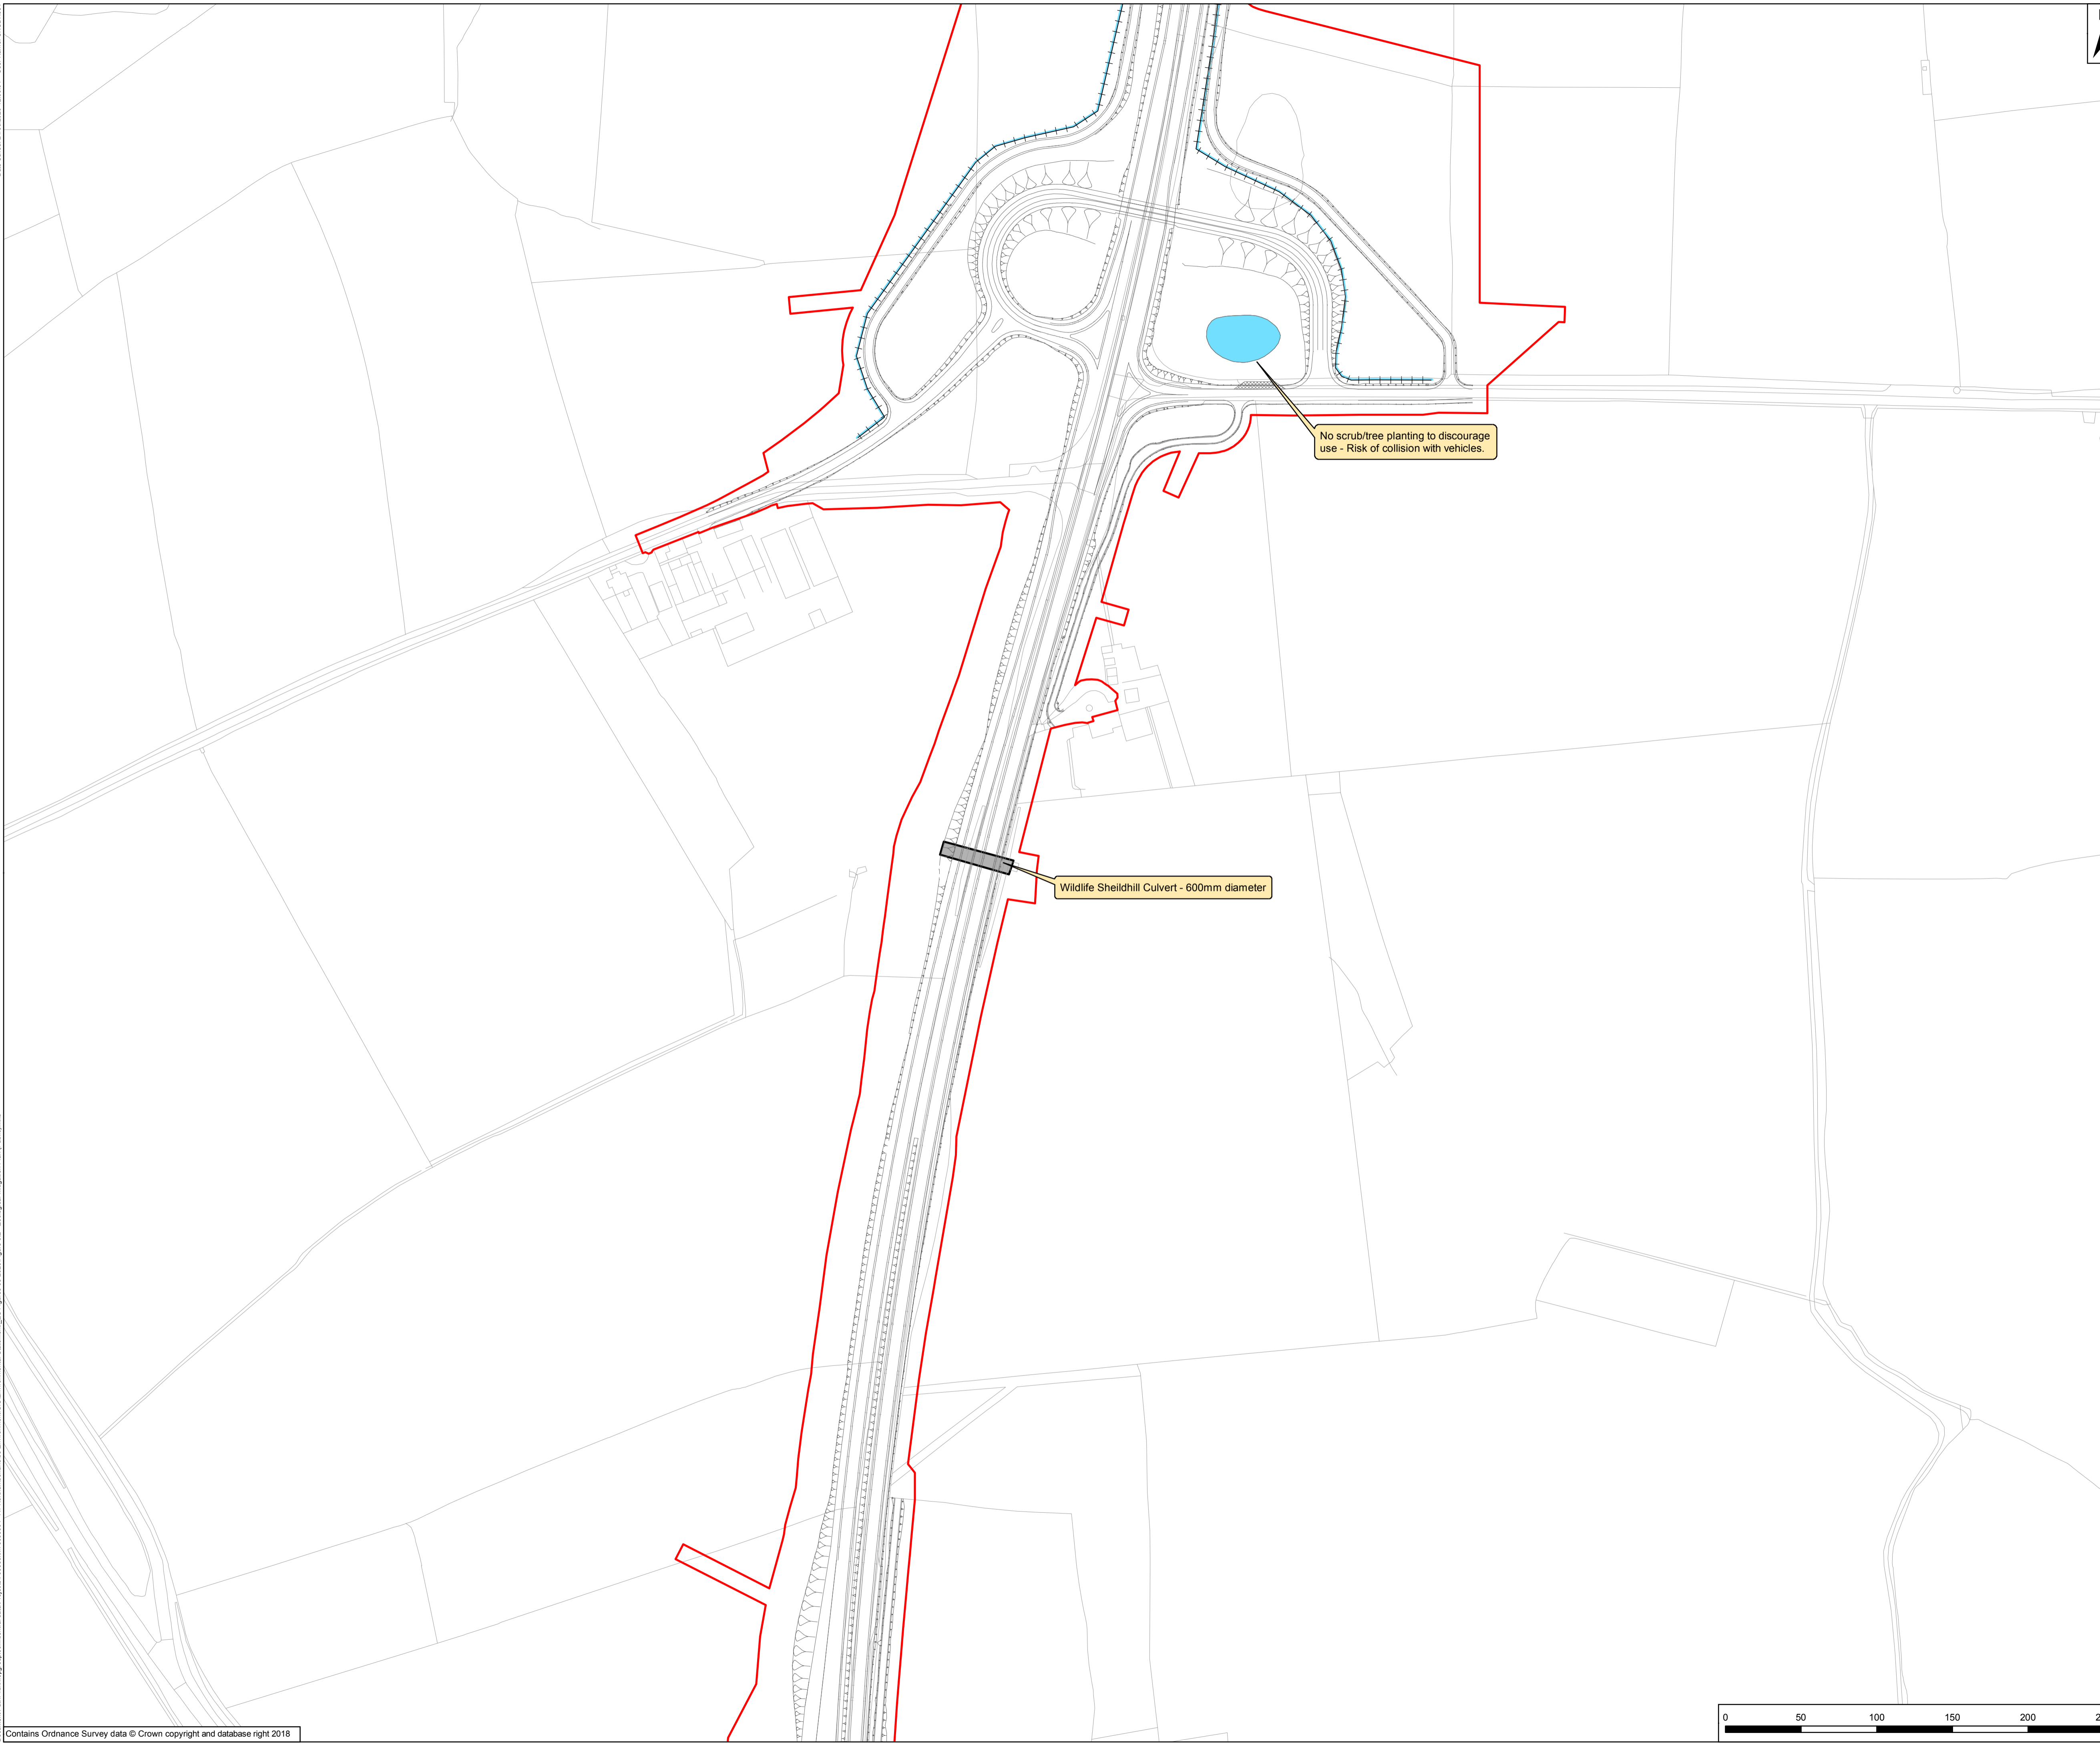 No scrub/tree planting to discourage
use - Risk of collision with vehicles.
Wildlife Sheildhill Culvert - 600mm diameter
Contains Ordnance Survey data © Crown copyright and database right 2018
0 50 100 150 200